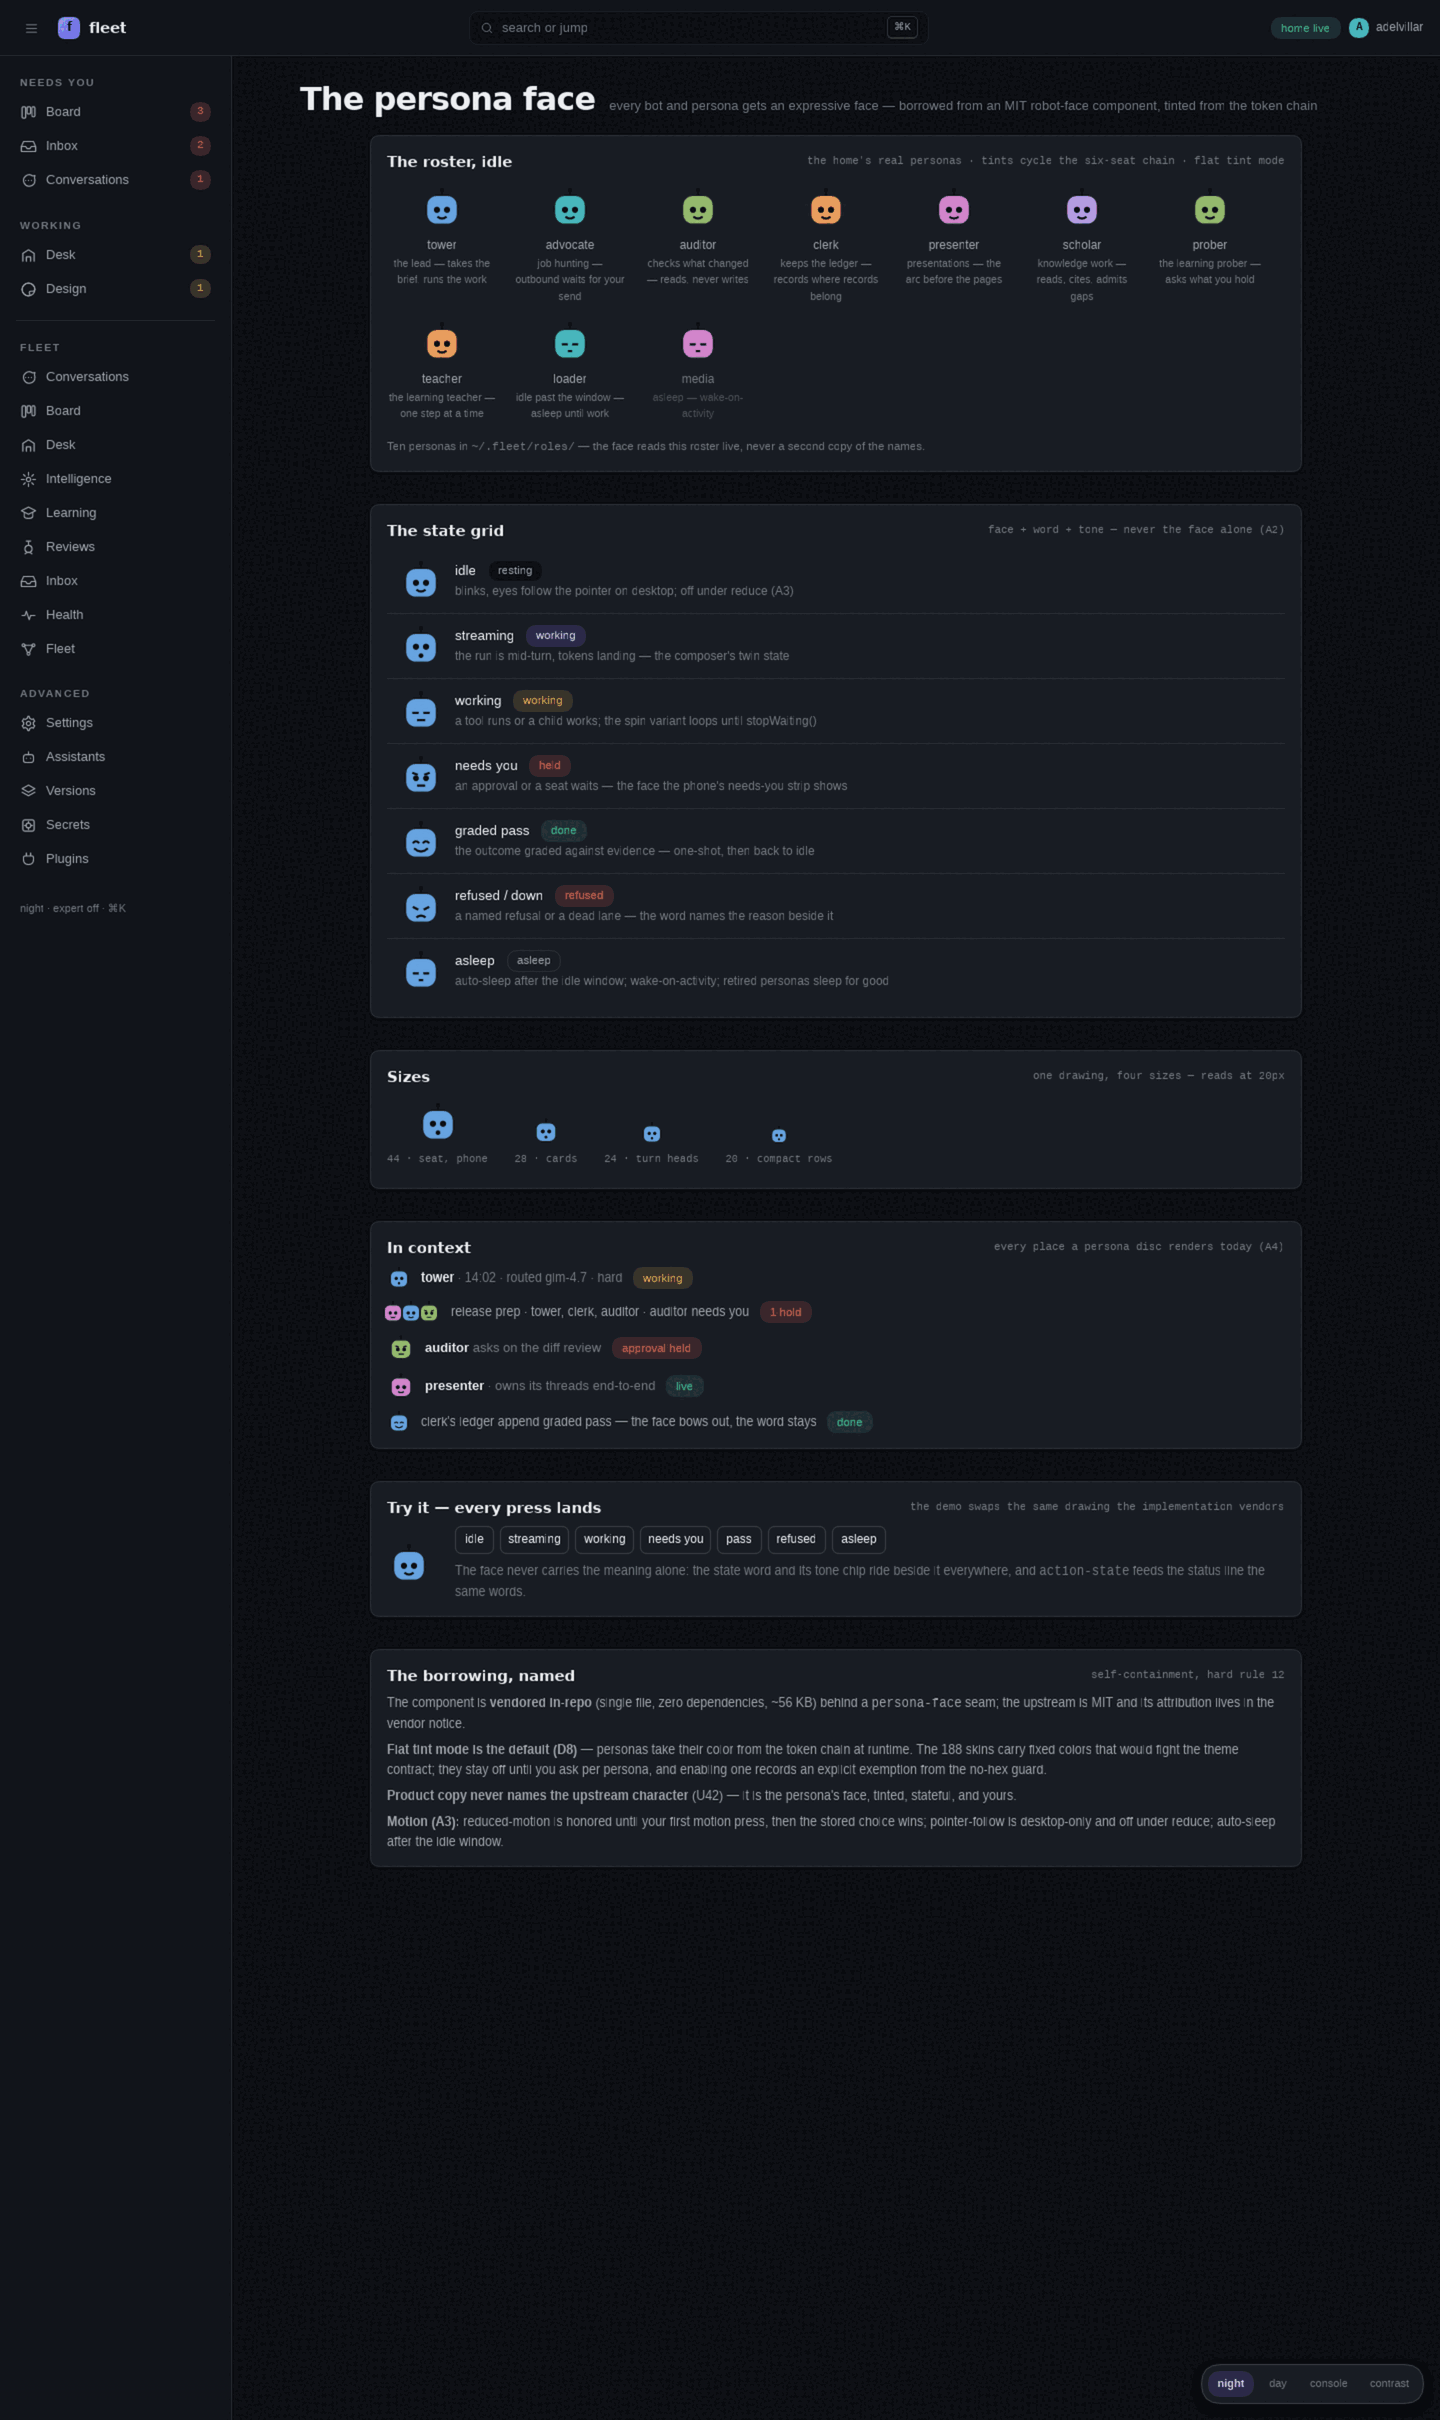 fleet
search or jump
⌘K
home live
A
adelvillar
NEEDS YOU
Board
3
Inbox
2
Conversations
1
WORKING
Desk
1
Design
1
FLEET
Conversations
Board
Desk
Intelligence
Learning
Reviews
Inbox
Health
Fleet
ADVANCED
Settings
Assistants
Versions
Secrets
Plugins
night · expert off · ⌘K
The persona face
every bot and persona gets an expressive face — borrowed from an MIT robot-face component, tinted from the token chain
The roster, idle
the home's real personas · tints cycle the six-seat chain · flat tint mode
tower
the lead — takes the
brief, runs the work
advocate
job hunting —
outbound waits for your
send
auditor
checks what changed
— reads, never writes
clerk
keeps the ledger —
records where records
belong
presenter
presentations — the
arc before the pages
scholar
knowledge work —
reads, cites, admits
gaps
prober
the learning prober —
asks what you hold
teacher
the learning teacher —
one step at a time
loader
idle past the window —
asleep until work
media
asleep — wake-on-
activity
Ten personas in ~/.fleet/roles/ — the face reads this roster live, never a second copy of the names.
The state grid
face + word + tone — never the face alone (A2)
idle
resting
blinks, eyes follow the pointer on desktop; off under reduce (A3)
streaming
working
the run is mid-turn, tokens landing — the composer's twin state
working
working
a tool runs or a child works; the spin variant loops until stopWaiting()
needs you
held
an approval or a seat waits — the face the phone's needs-you strip shows
graded pass
done
the outcome graded against evidence — one-shot, then back to idle
refused / down
refused
a named refusal or a dead lane — the word names the reason beside it
asleep
asleep
auto-sleep after the idle window; wake-on-activity; retired personas sleep for good
Sizes
one drawing, four sizes — reads at 20px
44 · seat, phone
28 · cards
24 · turn heads
20 · compact rows
In context
every place a persona disc renders today (A4)
tower · 14:02 · routed glm-4.7 · hard
working
release prep · tower, clerk, auditor · auditor needs you
1 hold
auditor asks on the diff review
approval held
presenter · owns its threads end-to-end
live
clerk's ledger append graded pass — the face bows out, the word stays
done
Try it — every press lands
the demo swaps the same drawing the implementation vendors
idle
streaming
working
needs you
pass
refused
asleep
The face never carries the meaning alone: the state word and its tone chip ride beside it everywhere, and action-state feeds the status line the
same words.
The borrowing, named
self-containment, hard rule 12
The component is vendored in-repo (single file, zero dependencies, ~56 KB) behind a persona-face seam; the upstream is MIT and its attribution lives in the
vendor notice.
Flat tint mode is the default (D8) — personas take their color from the token chain at runtime. The 188 skins carry fixed colors that would fight the theme
contract; they stay off until you ask per persona, and enabling one records an explicit exemption from the no-hex guard.
Product copy never names the upstream character (U42) — it is the persona's face, tinted, stateful, and yours.
Motion (A3): reduced-motion is honored until your first motion press, then the stored choice wins; pointer-follow is desktop-only and off under reduce; auto-sleep
after the idle window.
night
day
console
contrast